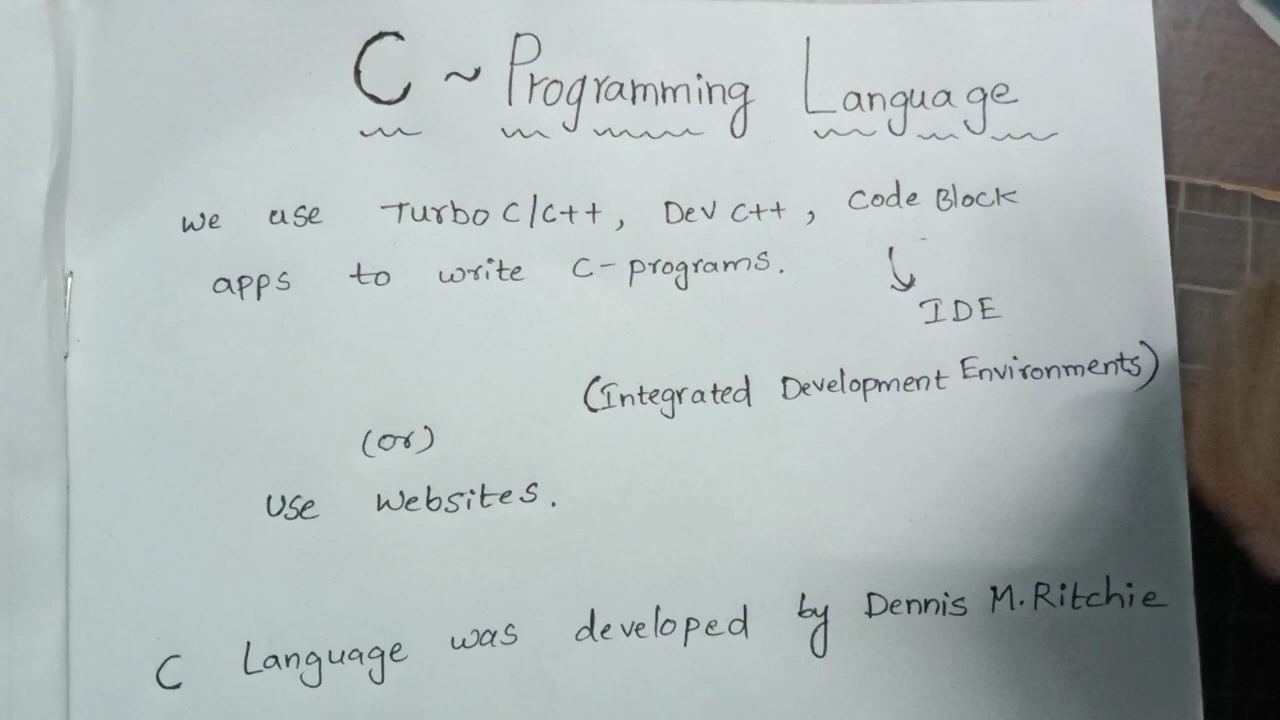 C ~ Programming Language
We use Turbo C/C++, Dev C++, Code Block
apps to write C-programs.
IDE
(Integrated Development Environments)
(or)
Use Websites.
C Language was developed by Dennis M. Ritchie